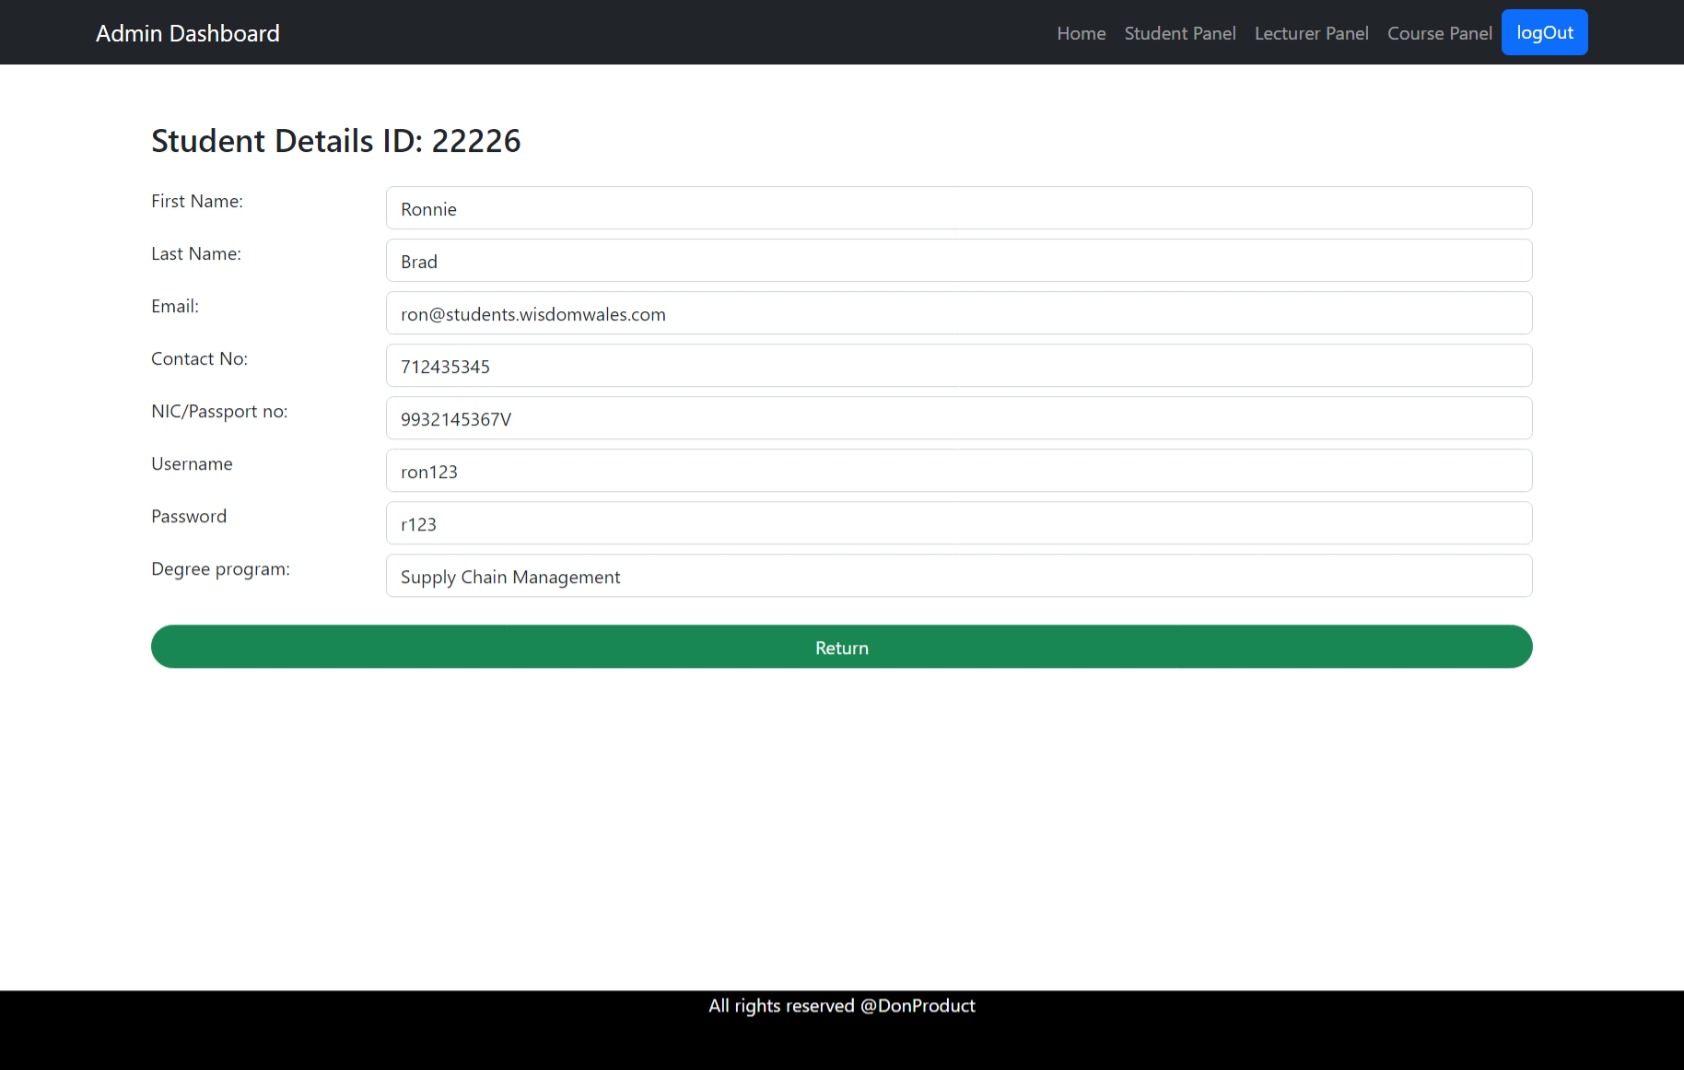 Admin Dashboard Home Student Panel Lecturer Panel Course Panel logOut
Student Details ID: 22226
First Name: Ronnie
Last Name: Brad
Email: ron@students.wisdomwales.com
Contact No: 712435345
NIC/Passport no: 9932145367V
Username ron123
Password r123
Degree program: Supply Chain Management
Return
All rights reserved @DonProduct